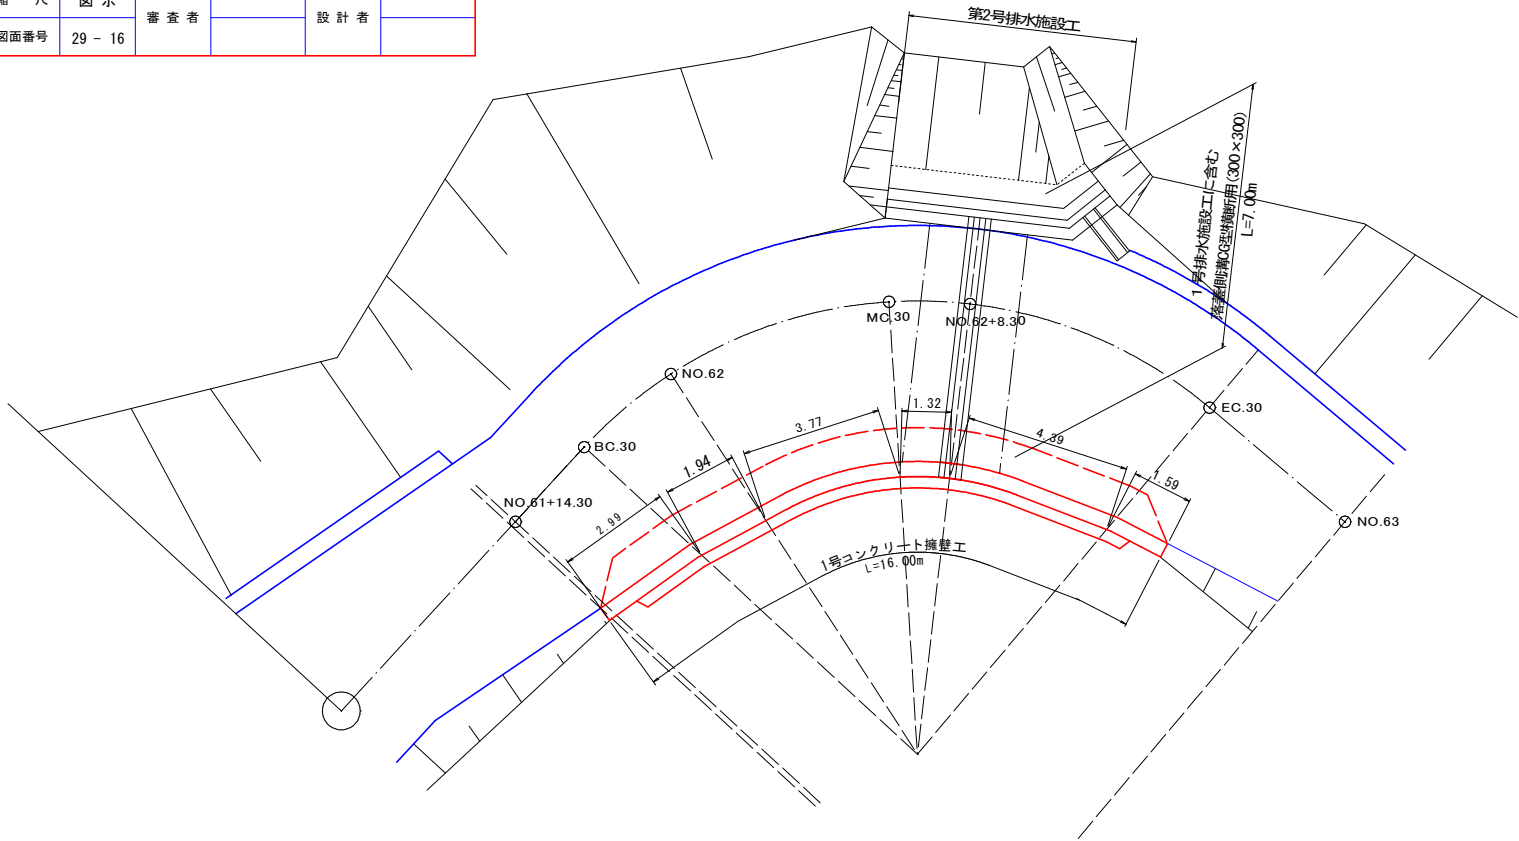 尺 図 示
審 査 者
設 計 者
図面番号 29 - 16
第2号排水施設工
1号排水施設工に含む
落蓋側溝CG型横断用(300×300)
L=7.00m
MC.30
NO.62+8.30
NO.62
EC.30
BC.30
NO.61+14.30
NO.63
1.32
3.77
4.39
1.94
1.59
2.99
1号コンクリート擁壁工
L=16.00m